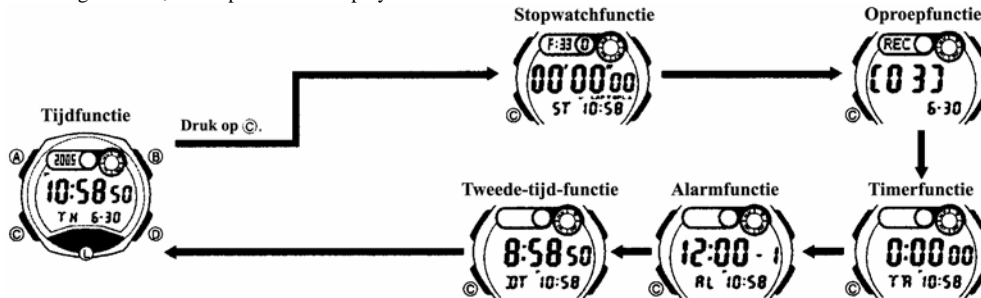 Stopwatchfunctie
F:33 0
00'00"00
ST 10:58
C
Oproepfunctie
REC
[03]
6-30
C
Druk op C.
Tijdfunctie
A
B
2005
10:58 50
TH 6-30
C
D
L
Tweede-tijd-functie
8:58 50
DT 10:58
C
Alarmfunctie
12:00 -1
AL 10:58
C
Timerfunctie
0:00 00
TR 10:58
C